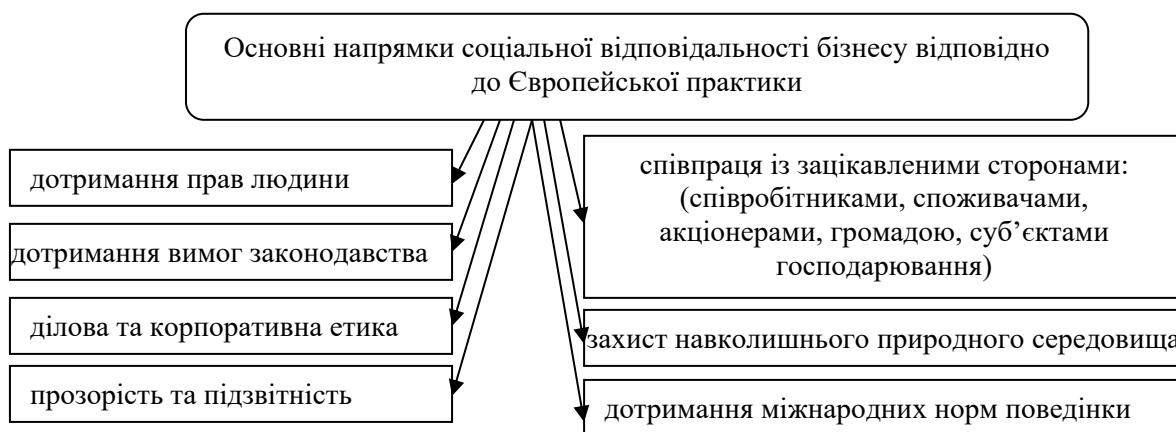 Основні напрямки соціальної відповідальності бізнесу відповідно
до Європейської практики
дотримання прав людини
дотримання вимог законодавства
ділова та корпоративна етика
прозорість та підзвітність
співпраця із зацікавленими сторонами:
(співробітниками, споживачами,
акціонерами, громадою, суб’єктами
господарювання)
захист навколишнього природного середовища
дотримання міжнародних норм поведінки